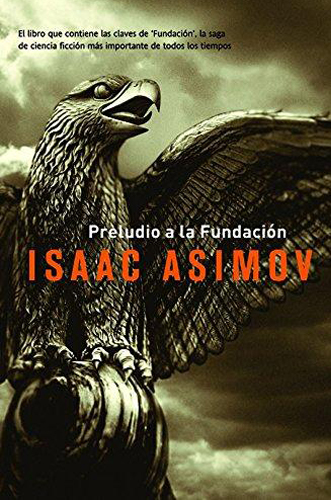 El libro que contiene las claves de 'Fundación', la saga
de ciencia ficción más importante de todos los tiempos
Preludio a la Fundación
ISAAC ASIMOV